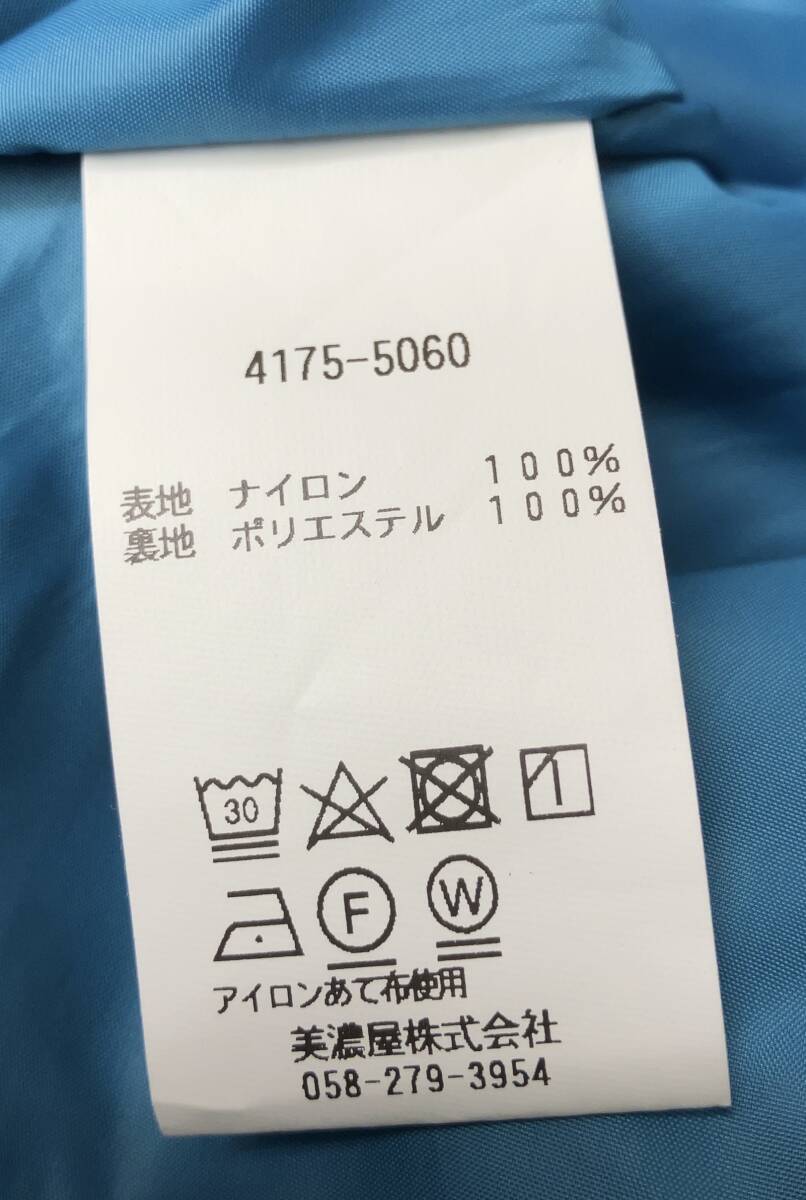 4175-5060
表地 ナイロン 100%
裏地 ポリエステル 100%
30
F W
アイロンあて布使用
美濃屋株式会社
058-279-3954